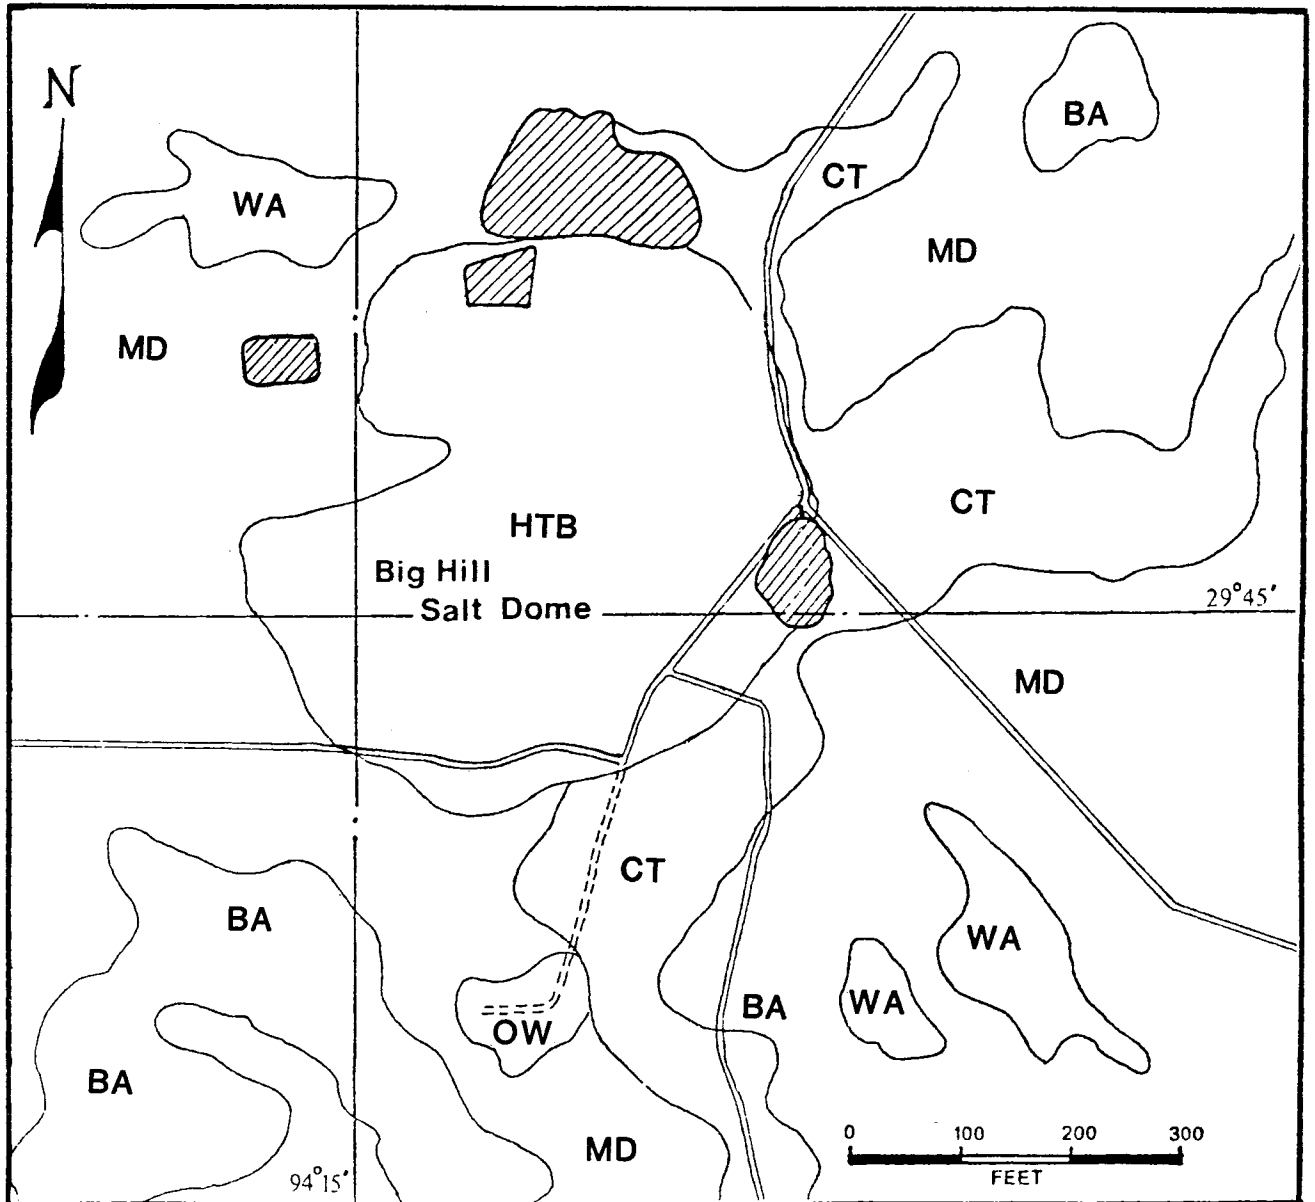 N
BA
CT
WA
MD
MD
CT
HTB
Big Hill
Salt Dome
29°45'
MD
CT
BA
WA
WA
BA
OW
BA
MD
94°15'
0 100 200 300
FEET